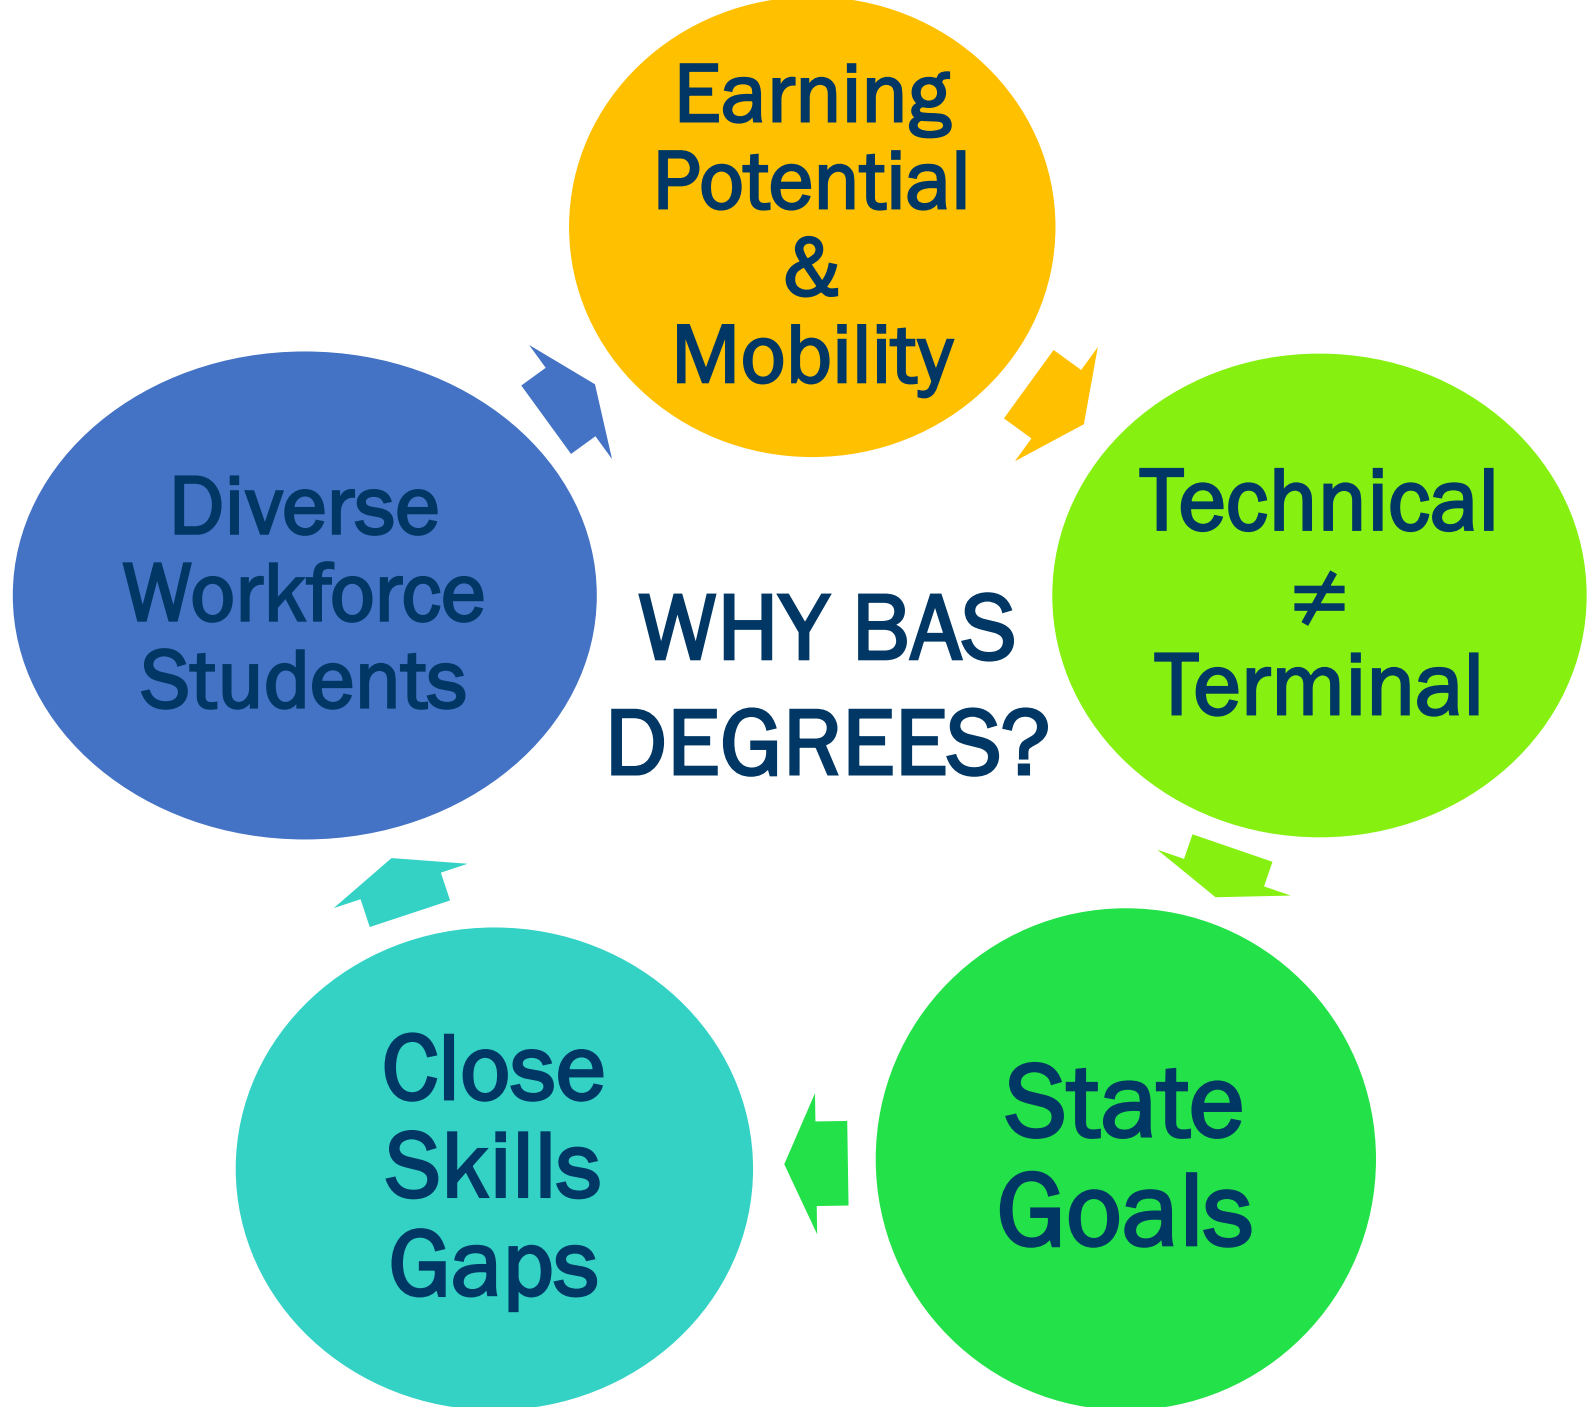 Earning
Potential
&
Mobility
Technical
≠
Terminal
State
Goals
Close
Skills
Gaps
Diverse
Workforce
Students
WHY BAS
DEGREES?